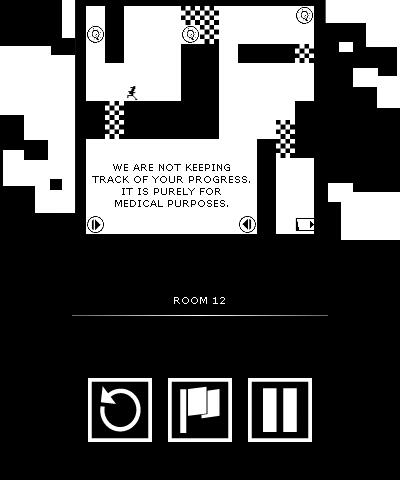 Q
Q
Q
WE ARE NOT KEEPING
TRACK OF YOUR PROGRESS.
IT IS PURELY FOR
MEDICAL PURPOSES.
ROOM 12